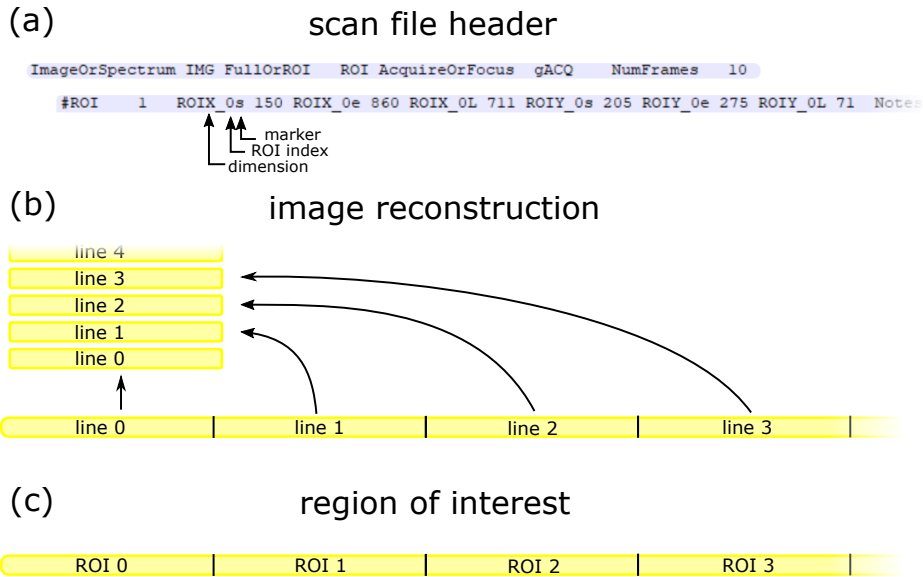 (a)
scan file header
ImageOrSpectrum IMG FullOrROI ROI AcquireOrFocus gACQ NumFrames 10
#ROI 1 ROIX_0s 150 ROIX_0e 860 ROIX_0L 711 ROIY_0s 205 ROIY_0e 275 ROIY_0L 71 Notes
marker
ROI index
dimension
(b)
image reconstruction
line 4
line 3
line 2
line 1
line 0
line 0 line 1 line 2 line 3
(c)
region of interest
ROI 0 ROI 1 ROI 2 ROI 3